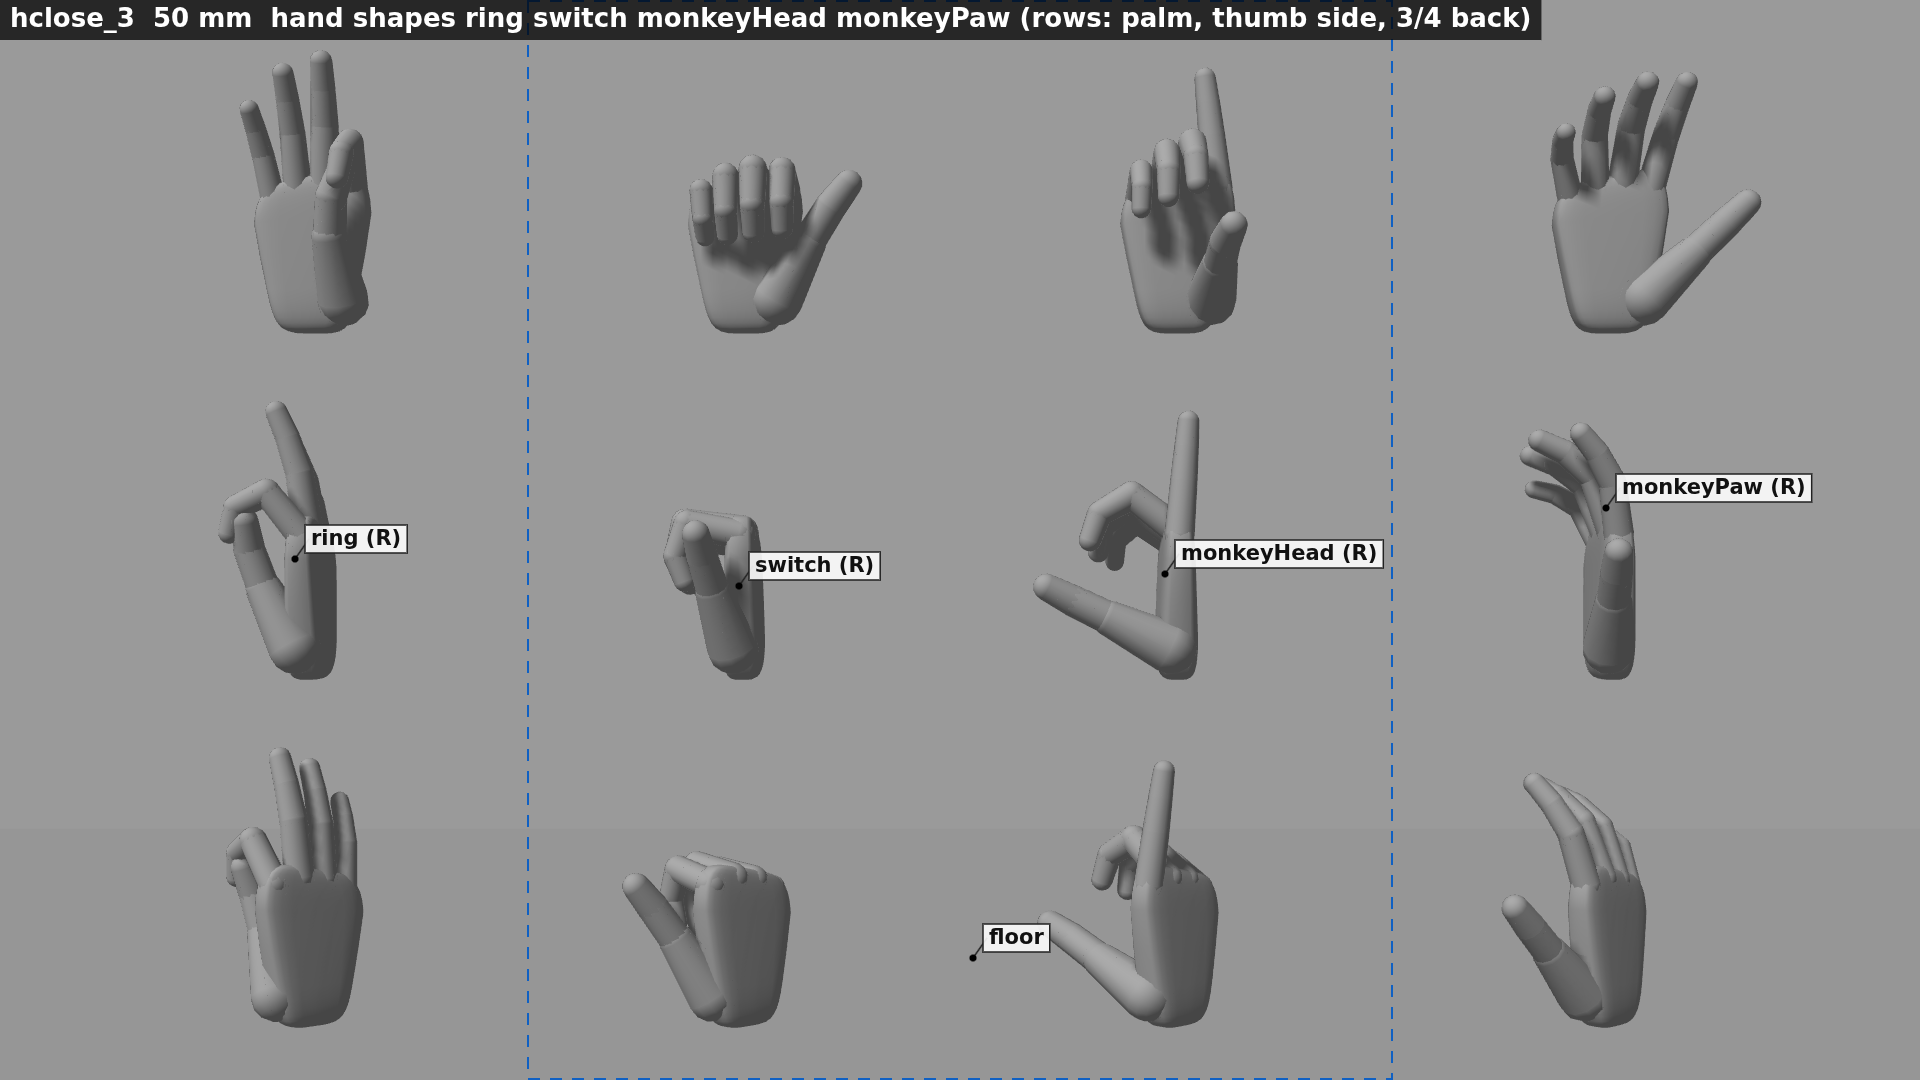 hclose_3  50 mm  hand shapes ring switch monkeyHead monkeyPaw (rows: palm, thumb side, 3/4 back)
monkeyPaw (R)
ring (R)
monkeyHead (R)
switch (R)
floor